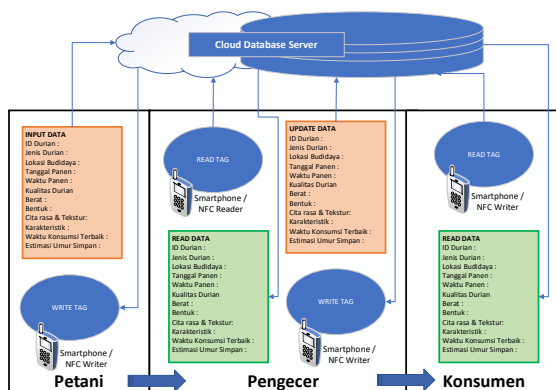 Cloud Database Server
INPUT DATA
ID Durian :
Jenis Durian :
Lokasi Budidaya :
Tanggal Panen :
Waktu Panen :
Kualitas Durian
Berat :
Bentuk :
Cita rasa & Tekstur:
Karakteristik :
Waktu Konsumsi Terbaik :
Estimasi Umur Simpan :
WRITE TAG
Smartphone /
NFC Writer
Petani
READ TAG
Smartphone /
NFC Reader
READ DATA
ID Durian :
Jenis Durian :
Lokasi Budidaya :
Tanggal Panen :
Waktu Panen :
Kualitas Durian
Berat :
Bentuk :
Cita rasa & Tekstur:
Karakteristik :
Waktu Konsumsi Terbaik :
Estimasi Umur Simpan :
UPDATE DATA
ID Durian :
Jenis Durian :
Lokasi Budidaya :
Tanggal Panen :
Waktu Panen :
Kualitas Durian
Berat :
Bentuk :
Cita rasa & Tekstur:
Karakteristik :
Waktu Konsumsi Terbaik :
Estimasi Umur Simpan :
WRITE TAG
Smartphone /
NFC Writer
Pengecer
READ TAG
Smartphone /
NFC Writer
READ DATA
ID Durian :
Jenis Durian :
Lokasi Budidaya :
Tanggal Panen :
Waktu Panen :
Kualitas Durian
Berat :
Bentuk :
Cita rasa & Tekstur:
Karakteristik :
Waktu Konsumsi Terbaik :
Estimasi Umur Simpan :
Konsumen